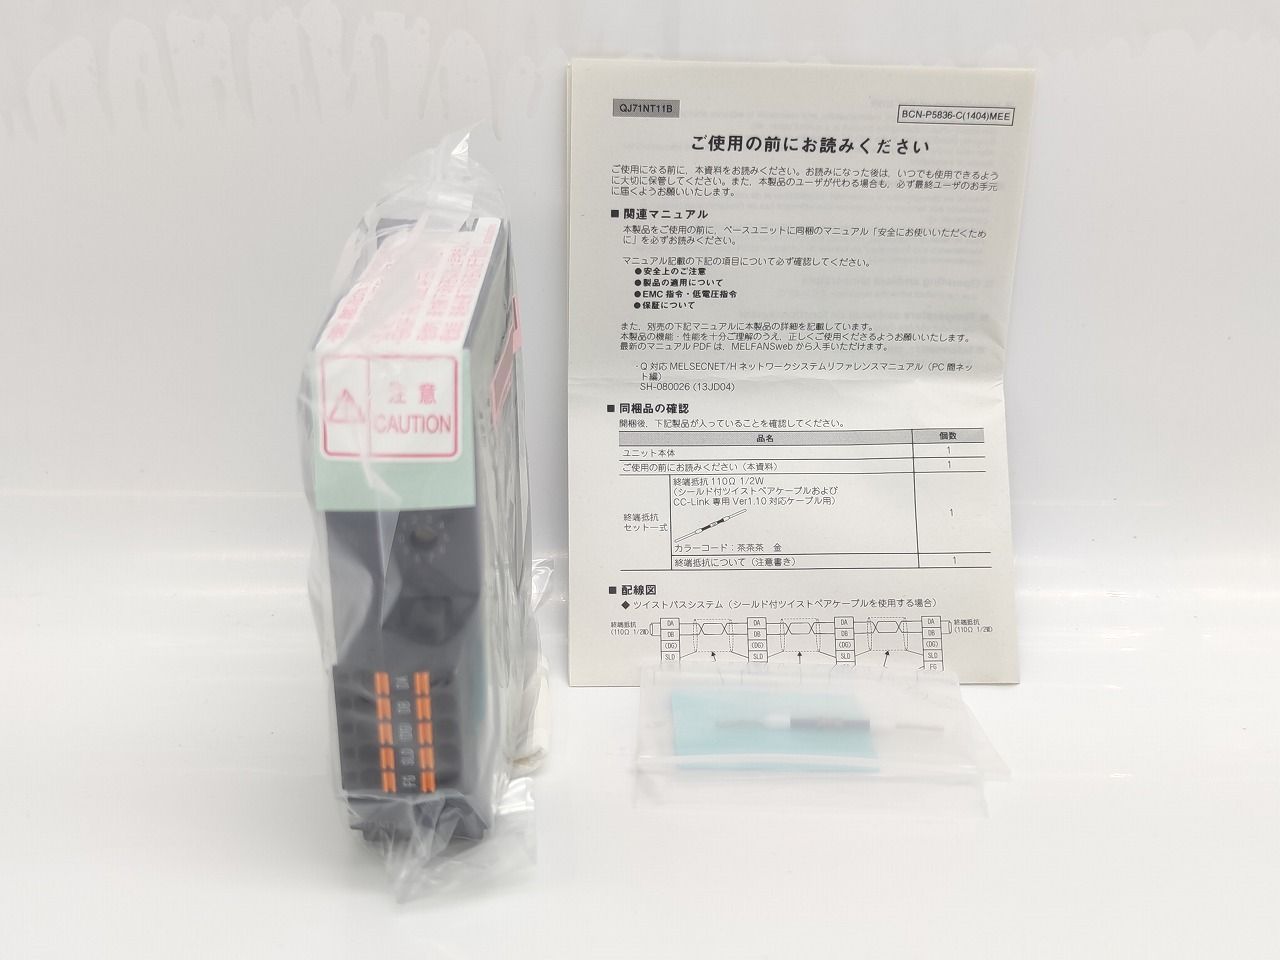 注意
CAUTION
DA
DB
(DG)
SLD
FG
QJ71NT11B
BCN-P5836-C(1404)MEE
ご使用の前にお読みください
ご使用になる前に，本資料をお読みください。お読みになった後は，いつでも使用できるよう
に大切に保管してください。また，本製品のユーザが代わる場合も，必ず最終ユーザのお手元
に届くようお願いいたします。
■ 関連マニュアル
本製品をご使用の前に，ベースユニットに同梱のマニュアル「安全にお使いいただくため
に」を必ずお読みください。
マニュアル記載の下記の項目について必ず確認してください。
●安全上のご注意
●製品の適用について
●EMC 指令・低電圧指令
●保証について
また，別売の下記マニュアルに本製品の詳細を記載しています。
本製品の機能・性能を十分ご理解のうえ，正しくご使用くださるようお願いいたします。
最新のマニュアル PDF は，MELFANSweb から入手いただけます。
・Q 対応 MELSECNET/H ネットワークシステムリファレンスマニュアル（PC 間ネッ
ト編）
SH-080026 (13JD04)
■ 同梱品の確認
開梱後，下記製品が入っていることを確認してください。
品名 個数
ユニット本体 1
ご使用の前にお読みください（本資料） 1
終端抵抗 110Ω 1/2W
（シールド付ツイストペアケーブルおよび
CC-Link 専用 Ver1.10 対応ケーブル用）
終端抵抗
セット一式
1
カラーコード：茶茶茶　金
終端抵抗について（注意書き） 1
■ 配線図
◆ ツイストバスシステム（シールド付ツイストペアケーブルを使用する場合）
終端抵抗 DA DA DA DA 終端抵抗
(110Ω 1/2W) DB DB DB DB (110Ω 1/2W)
(DG) (DG) (DG) (DG)
SLD SLD SLD SLD
FG